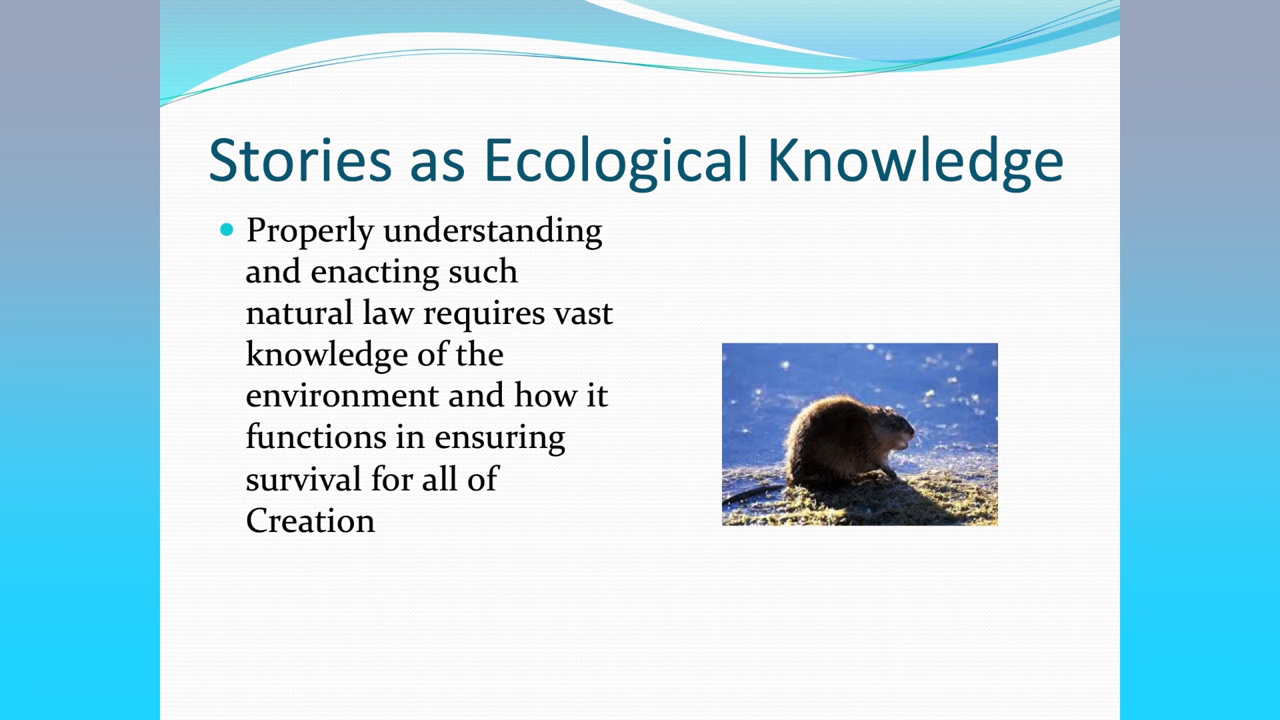 Stories as Ecological Knowledge
Properly understanding
and enacting such
natural law requires vast
knowledge of the
environment and how it
functions in ensuring
survival for all of
Creation